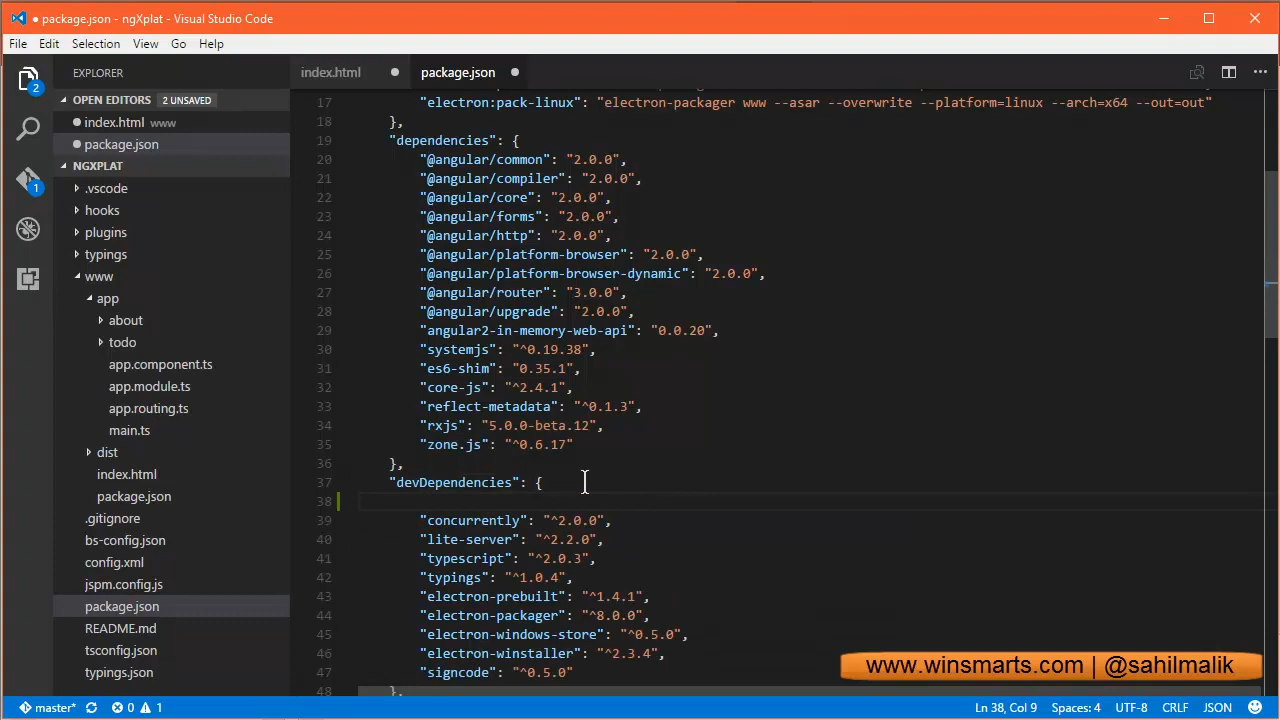 ● package.json - ngXplat - Visual Studio Code
File Edit Selection View Go Help
EXPLORER
OPEN EDITORS 2 UNSAVED
index.html www
package.json
NGXPLAT
.vscode
hooks
plugins
typings
www
app
about
todo
app.component.ts
app.module.ts
app.routing.ts
main.ts
dist
index.html
package.json
.gitignore
bs-config.json
config.xml
jspm.config.js
package.json
README.md
tsconfig.json
typings.json
2
1
index.html ● package.json ●
17 "electron:pack-linux": "electron-packager www --asar --overwrite --platform=linux --arch=x64 --out=out"
18 },
19 "dependencies": {
20 "@angular/common": "2.0.0",
21 "@angular/compiler": "2.0.0",
22 "@angular/core": "2.0.0",
23 "@angular/forms": "2.0.0",
24 "@angular/http": "2.0.0",
25 "@angular/platform-browser": "2.0.0",
26 "@angular/platform-browser-dynamic": "2.0.0",
27 "@angular/router": "3.0.0",
28 "@angular/upgrade": "2.0.0",
29 "angular2-in-memory-web-api": "0.0.20",
30 "systemjs": "^0.19.38",
31 "es6-shim": "0.35.1",
32 "core-js": "^2.4.1",
33 "reflect-metadata": "^0.1.3",
34 "rxjs": "5.0.0-beta.12",
35 "zone.js": "^0.6.17"
36 },
37 "devDependencies": {
38
39 "concurrently": "^2.0.0",
40 "lite-server": "^2.2.0",
41 "typescript": "^2.0.3",
42 "typings": "^1.0.4",
43 "electron-prebuilt": "^1.4.1",
44 "electron-packager": "^8.0.0",
45 "electron-windows-store": "^0.5.0",
46 "electron-winstaller": "^2.3.4",
47 "signcode": "^0.5.0"
48 },
www.winsmarts.com | @sahilmalik
master* 0 1 Ln 38, Col 9 Spaces: 4 UTF-8 CRLF JSON